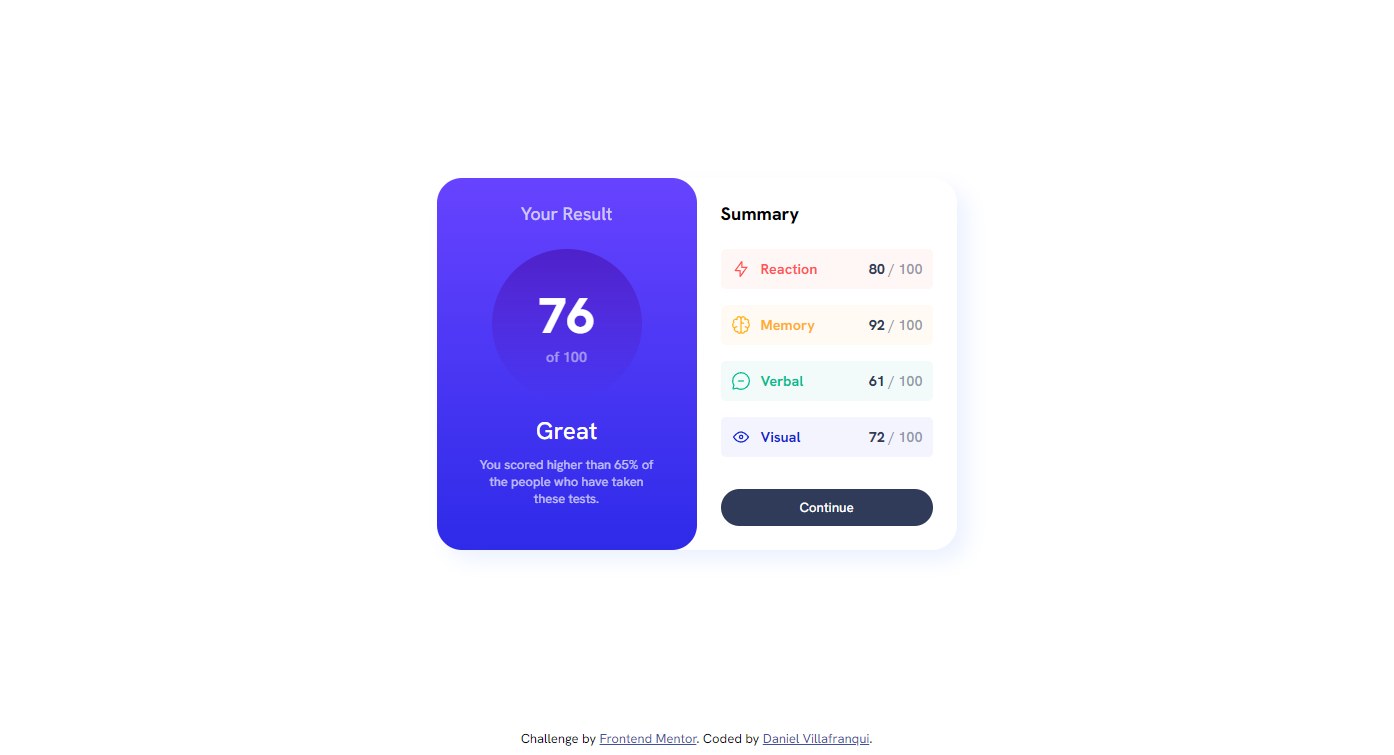 Your Result
76
of 100
Great
You scored higher than 65% of
the people who have taken
these tests.
Summary
Reaction 80 / 100
Memory 92 / 100
Verbal 61 / 100
Visual 72 / 100
Continue
Challenge by Frontend Mentor. Coded by Daniel Villafranqui.